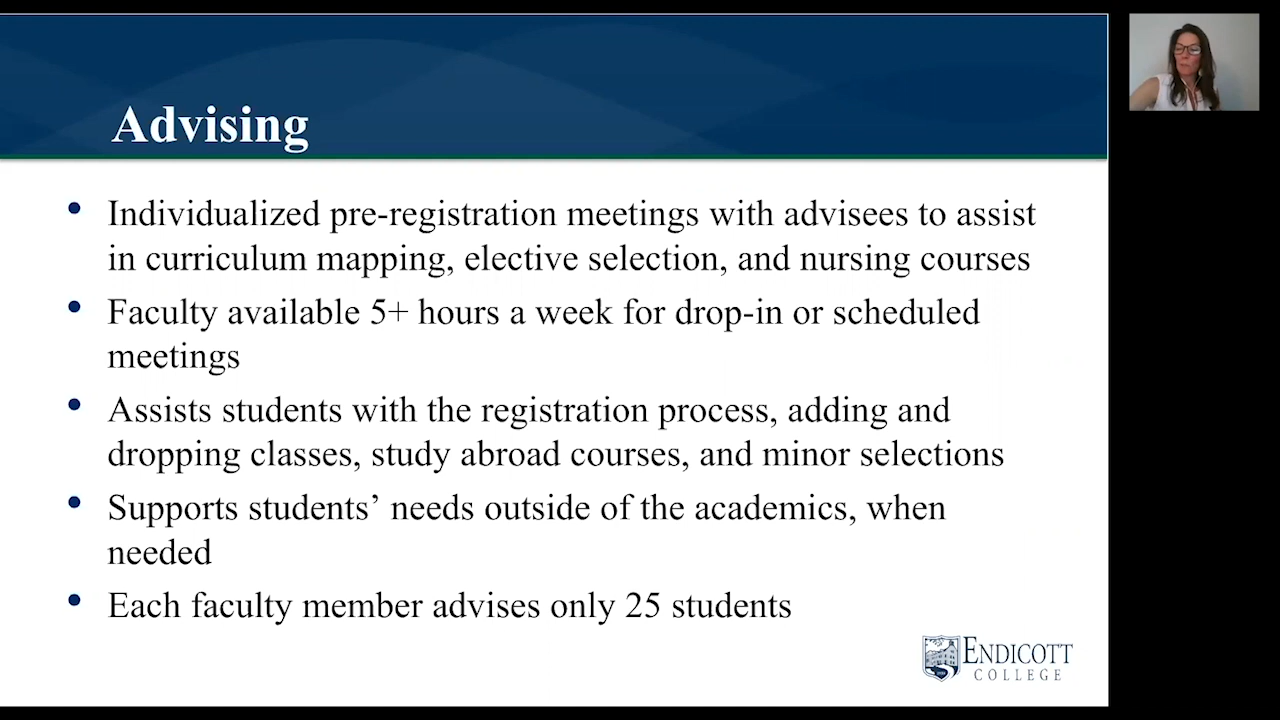 Advising
• Individualized pre-registration meetings with advisees to assist
in curriculum mapping, elective selection, and nursing courses
• Faculty available 5+ hours a week for drop-in or scheduled
meetings
• Assists students with the registration process, adding and
dropping classes, study abroad courses, and minor selections
• Supports students’ needs outside of the academics, when
needed
• Each faculty member advises only 25 students
ENDICOTT
COLLEGE